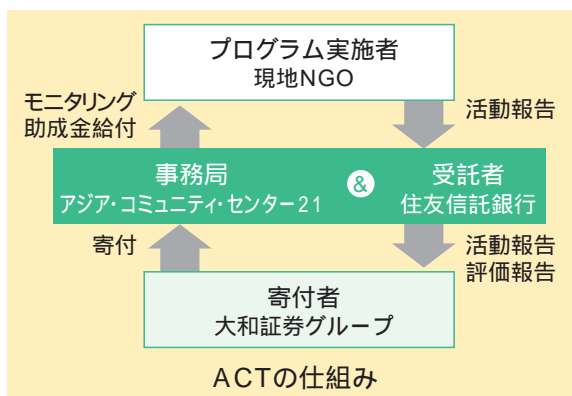 プログラム実施者
現地NGO
モニタリング
助成金給付
活動報告
事務局
アジア・コミュニティ・センター21
&
受託者
住友信託銀行
寄付
活動報告
評価報告
寄付者
大和証券グループ
ACTの仕組み